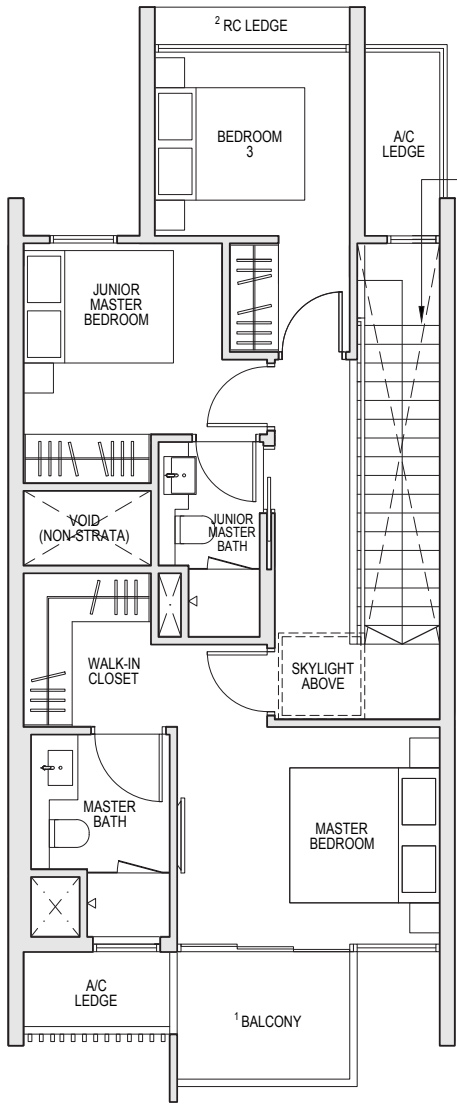 2 RC LEDGE
BEDROOM
3
A/C
LEDGE
JUNIOR
MASTER
BEDROOM
VOID
(NON-STRATA)
JUNIOR
MASTER
BATH
WALK-IN
CLOSET
SKYLIGHT
ABOVE
MASTER
BATH
MASTER
BEDROOM
A/C
LEDGE
1 BALCONY